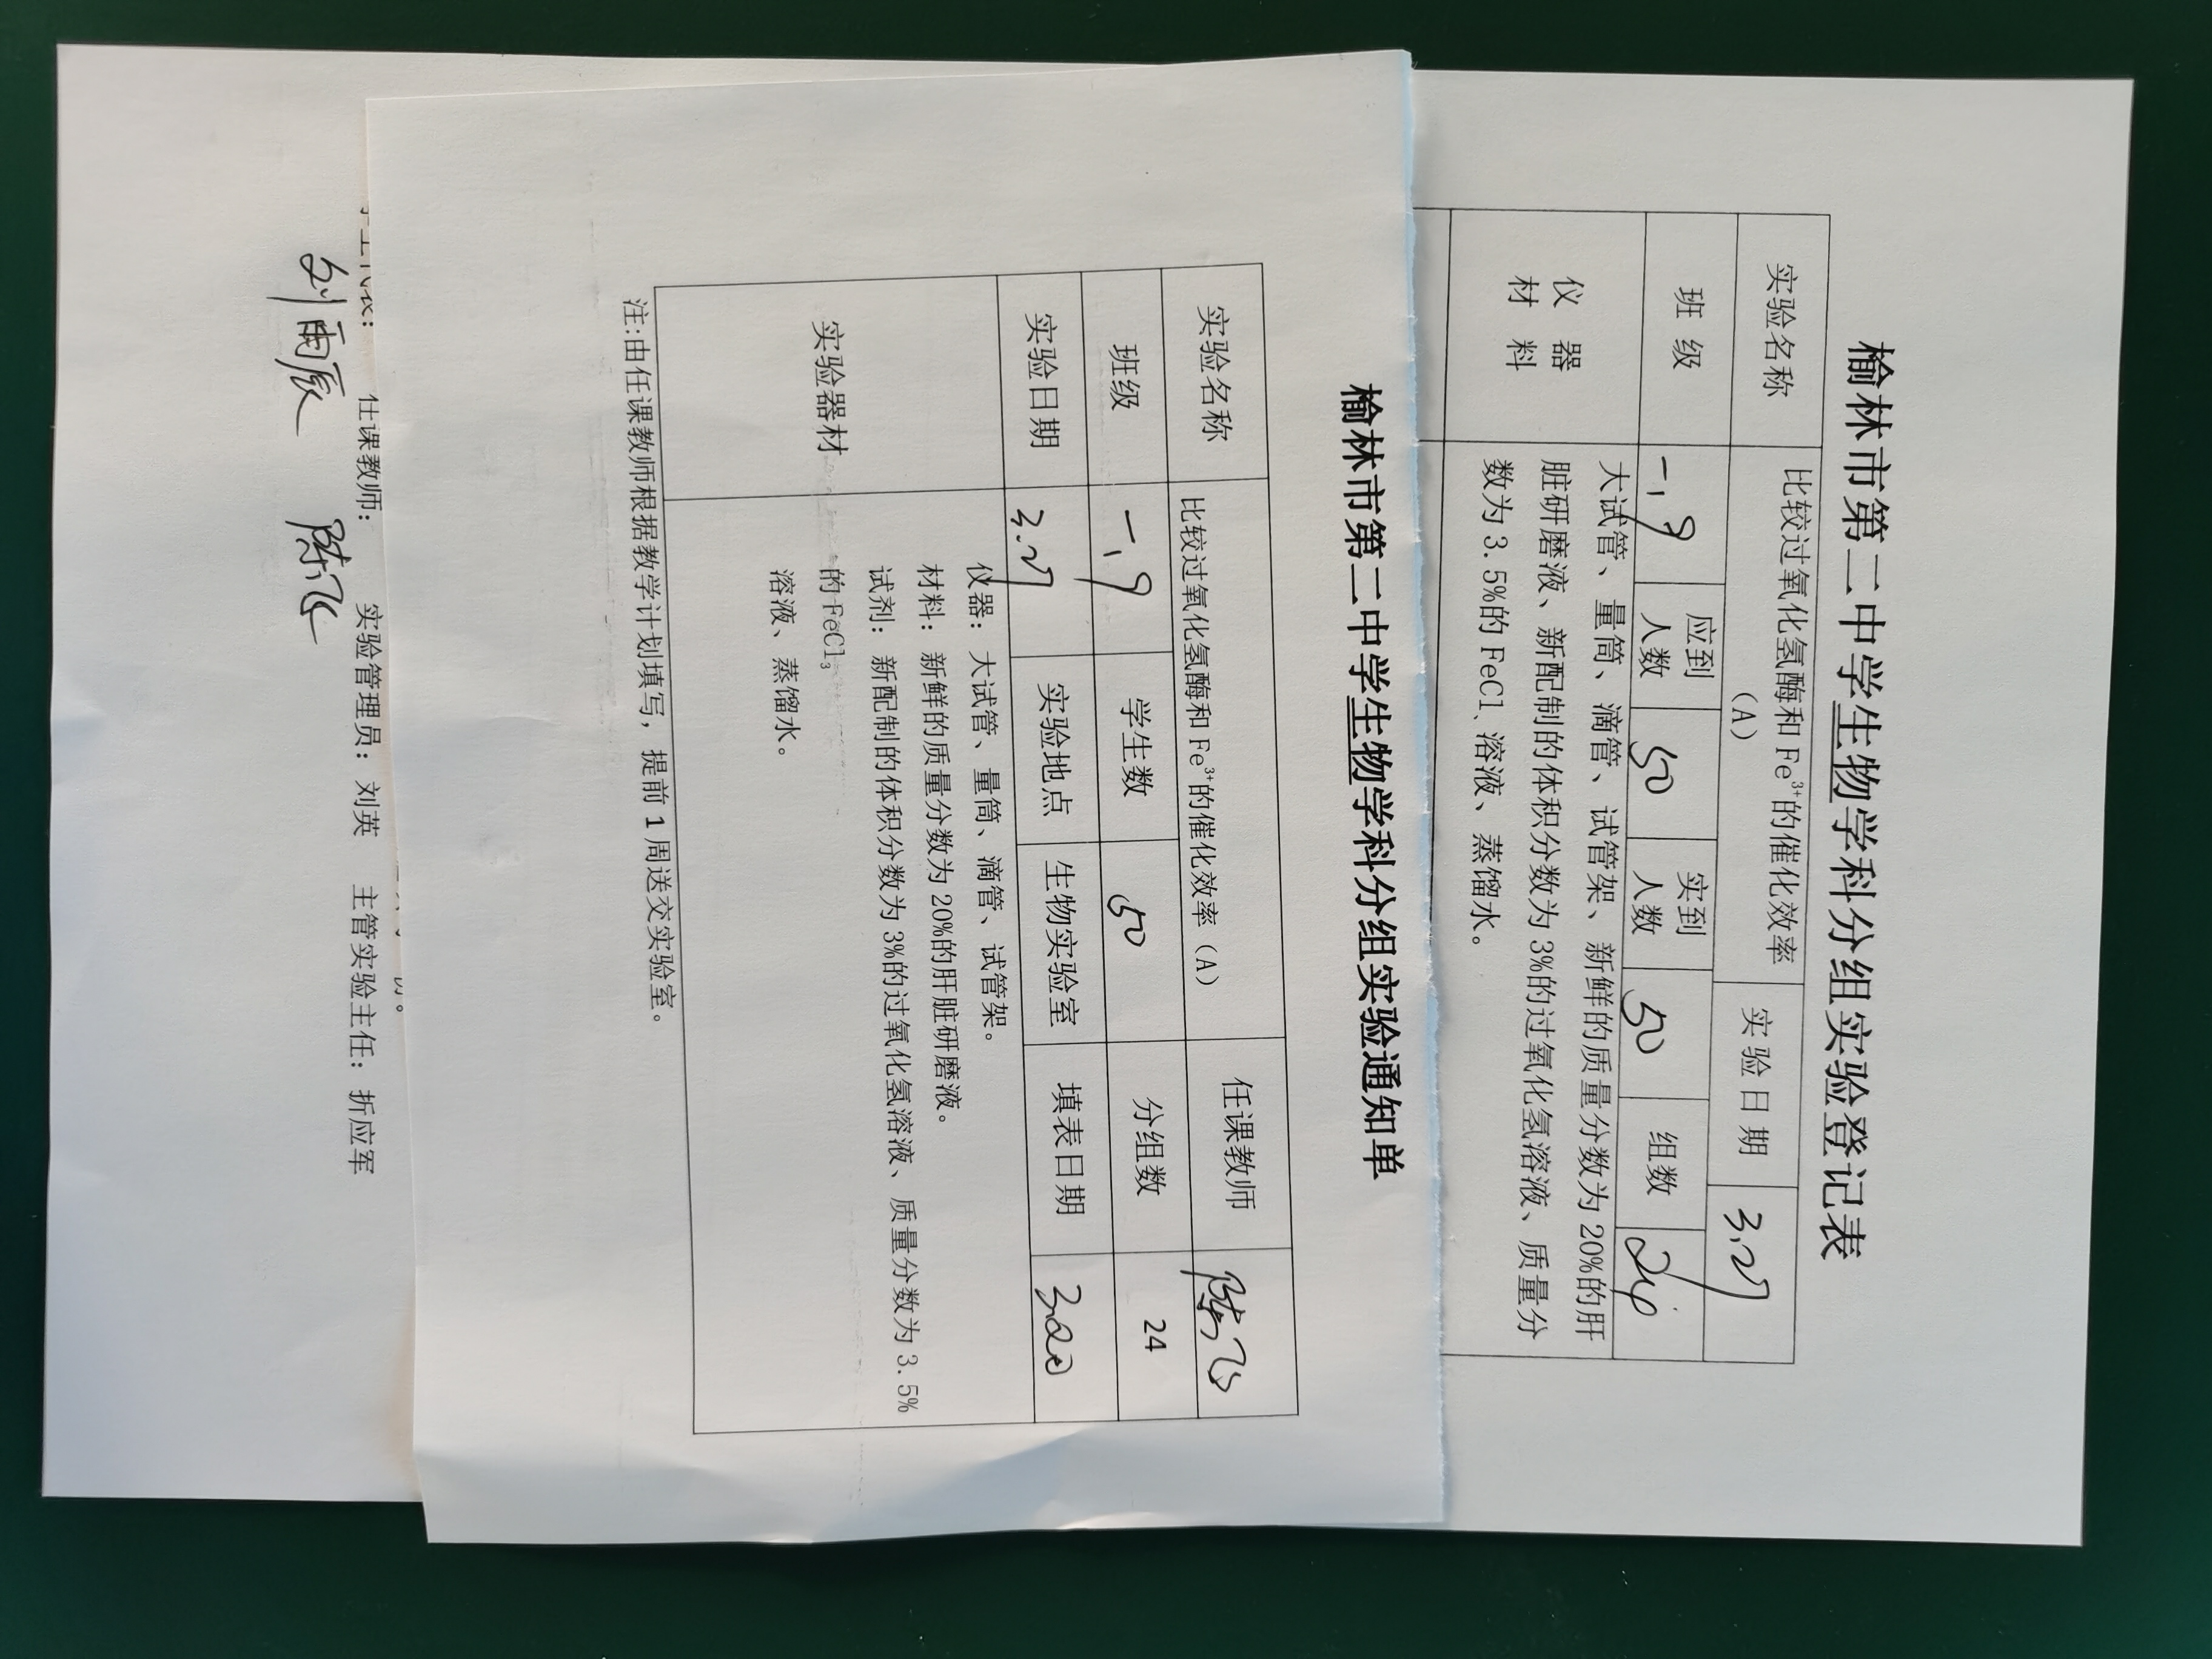 榆林市第二中学生物学科分组实验登记表
实验名称 比较过氧化氢酶和Fe³⁺的催化效率（A） 实验日期 3.27
班级 一,9 应到人数 50 实到人数 50 组数 24
仪器材料 大试管、量筒、滴管、试管架、新鲜的质量分数为20%的肝
脏研磨液、新配制的体积分数为3%的过氧化氢溶液、质量分
数为3.5%的FeCl、溶液、蒸馏水。
榆林市第二中学生物学科分组实验通知单
实验名称 比较过氧化氢酶和Fe³⁺的催化效率（A） 任课教师
班级 一,9 学生数 50 分组数 24
实验日期 3.27 实验地点 生物实验室 填表日期 3.20
实验器材 仪器：大试管、量筒、滴管、试管架。
材料：新鲜的质量分数为20%的肝脏研磨液。
试剂：新配制的体积分数为3%的过氧化氢溶液、质量分数为3.5%
的FeCl₃
溶液、蒸馏水。
注:由任课教师根据教学计划填写，提前1周送交实验室。
任课教师： 实验管理员：刘英 主管实验主任：折应军
刘雨辰